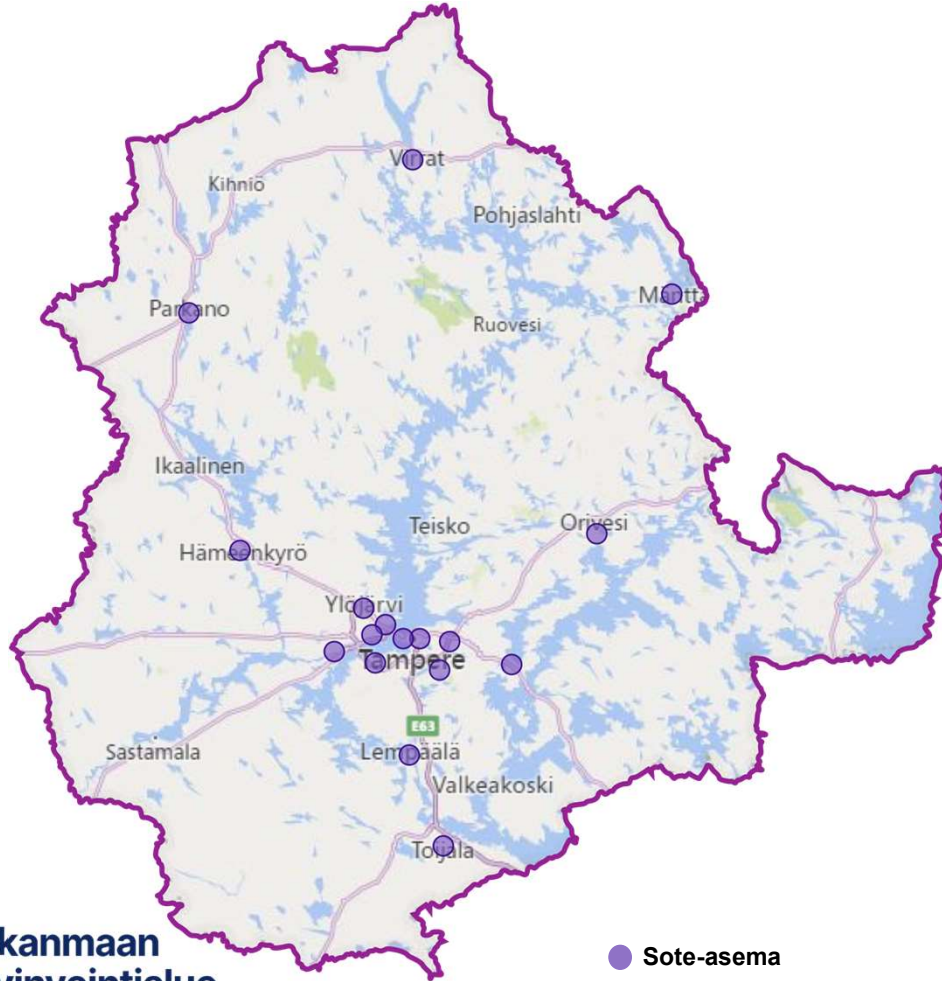 Virrat
Kihniö
Pohjaslahti
Mänttä
Parkano
Ruovesi
Ikaalinen
Teisko
Orivesi
Hämeenkyrö
Ylöjärvi
Tampere
E63
Sastamala
Lempäälä
Valkeakoski
Toijala
kanmaan
Sote-asema